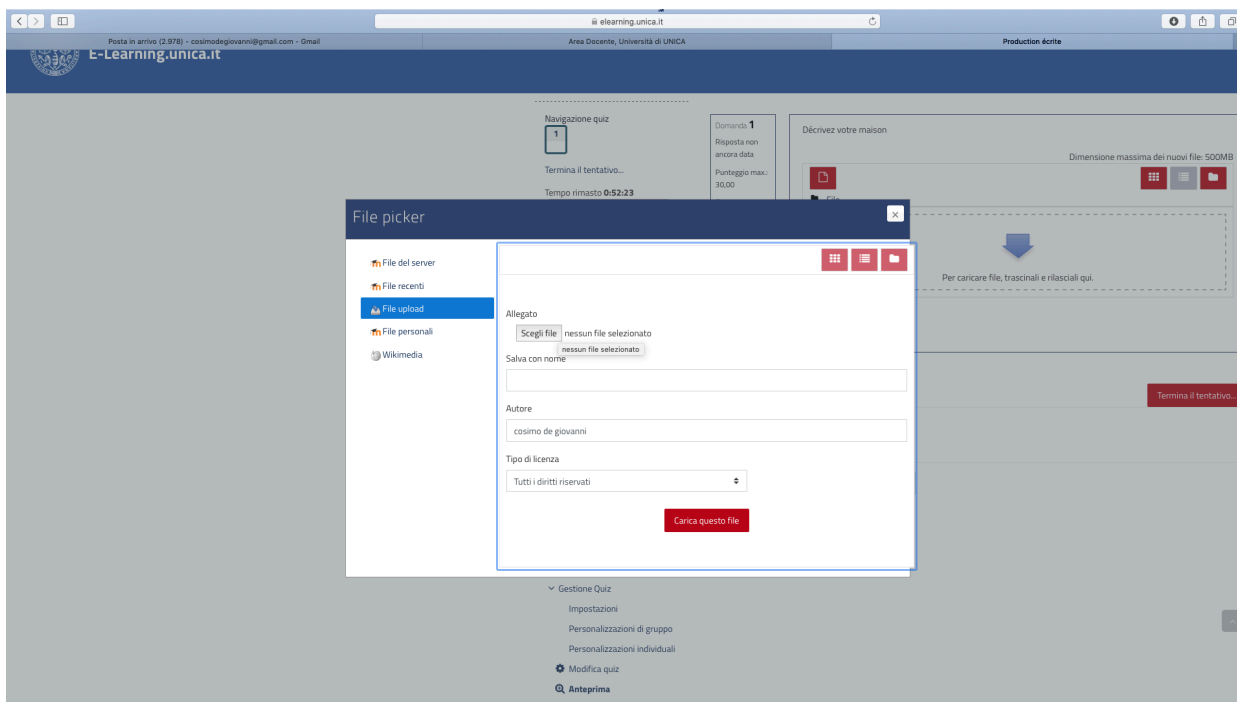 elearning.unica.it
Posta in arrivo (2.978) - cosimodegiovanni@gmail.com - Gmail
Area Docente, Università di UNICA
Production écrite
E-Learning.unica.it
Navigazione quiz
1
Termina il tentativo...
Tempo rimasto 0:52:23
Domanda 1
Risposta non
ancora data
Punteggio max.:
30,00
Décrivez votre maison
Dimensione massima dei nuovi file: 500MB
File
Per caricare file, trascinali e rilasciali qui.
Termina il tentativo...
File picker
File del server
File recenti
File upload
File personali
Wikimedia
Allegato
Scegli file nessun file selezionato
nessun file selezionato
Salva con nome
Autore
cosimo de giovanni
Tipo di licenza
Tutti i diritti riservati
Carica questo file
Gestione Quiz
Impostazioni
Personalizzazioni di gruppo
Personalizzazioni individuali
Modifica quiz
Anteprima